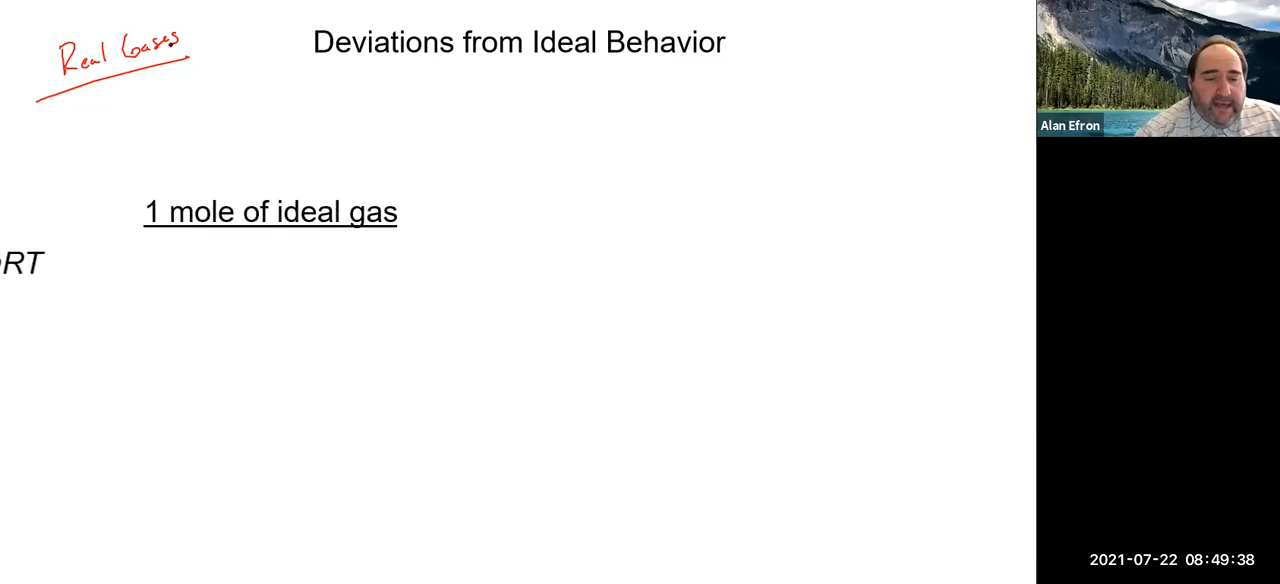 Real Gases
Deviations from Ideal Behavior
Alan Efron
1 mole of ideal gas
RT
2021-07-22 08:49:38